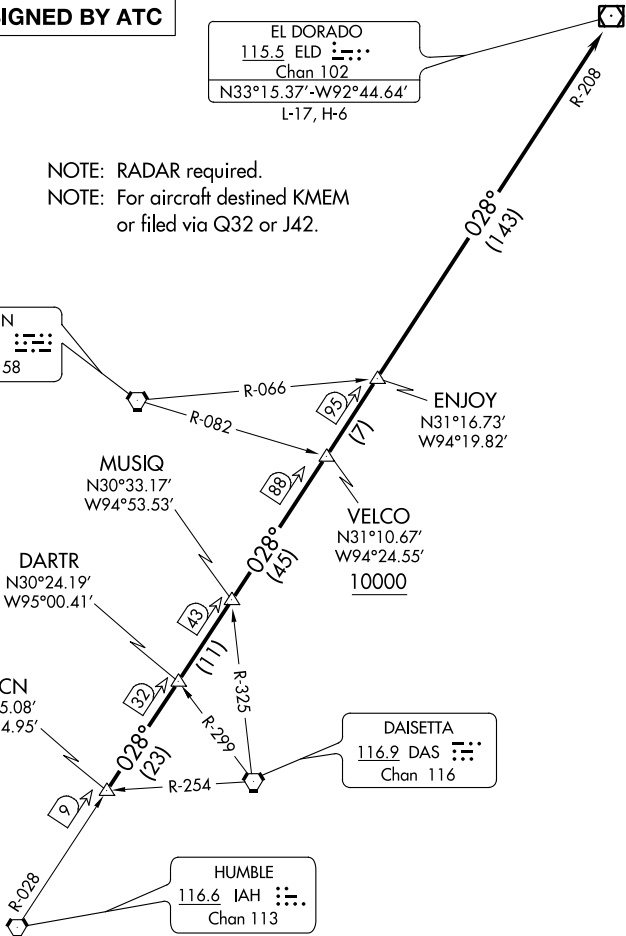 SIGNED BY ATC
EL DORADO
115.5 ELD
Chan 102
N33°15.37'-W92°44.64'
L-17, H-6
R-208
NOTE: RADAR required.
NOTE: For aircraft destined KMEM
or filed via Q32 or J42.
028°
(143)
N
58
R-066
R-082
95
(7)
ENJOY
N31°16.73'
W94°19.82'
88
VELCO
N31°10.67'
W94°24.55'
10000
MUSIQ
N30°33.17'
W94°53.53'
028°
(45)
DARTR
N30°24.19'
W95°00.41'
43
(11)
R-325
32
R-299
CN
5.08'
4.95'
028°
(23)
R-254
DAISETTA
116.9 DAS
Chan 116
9
R-028
HUMBLE
116.6 IAH
Chan 113